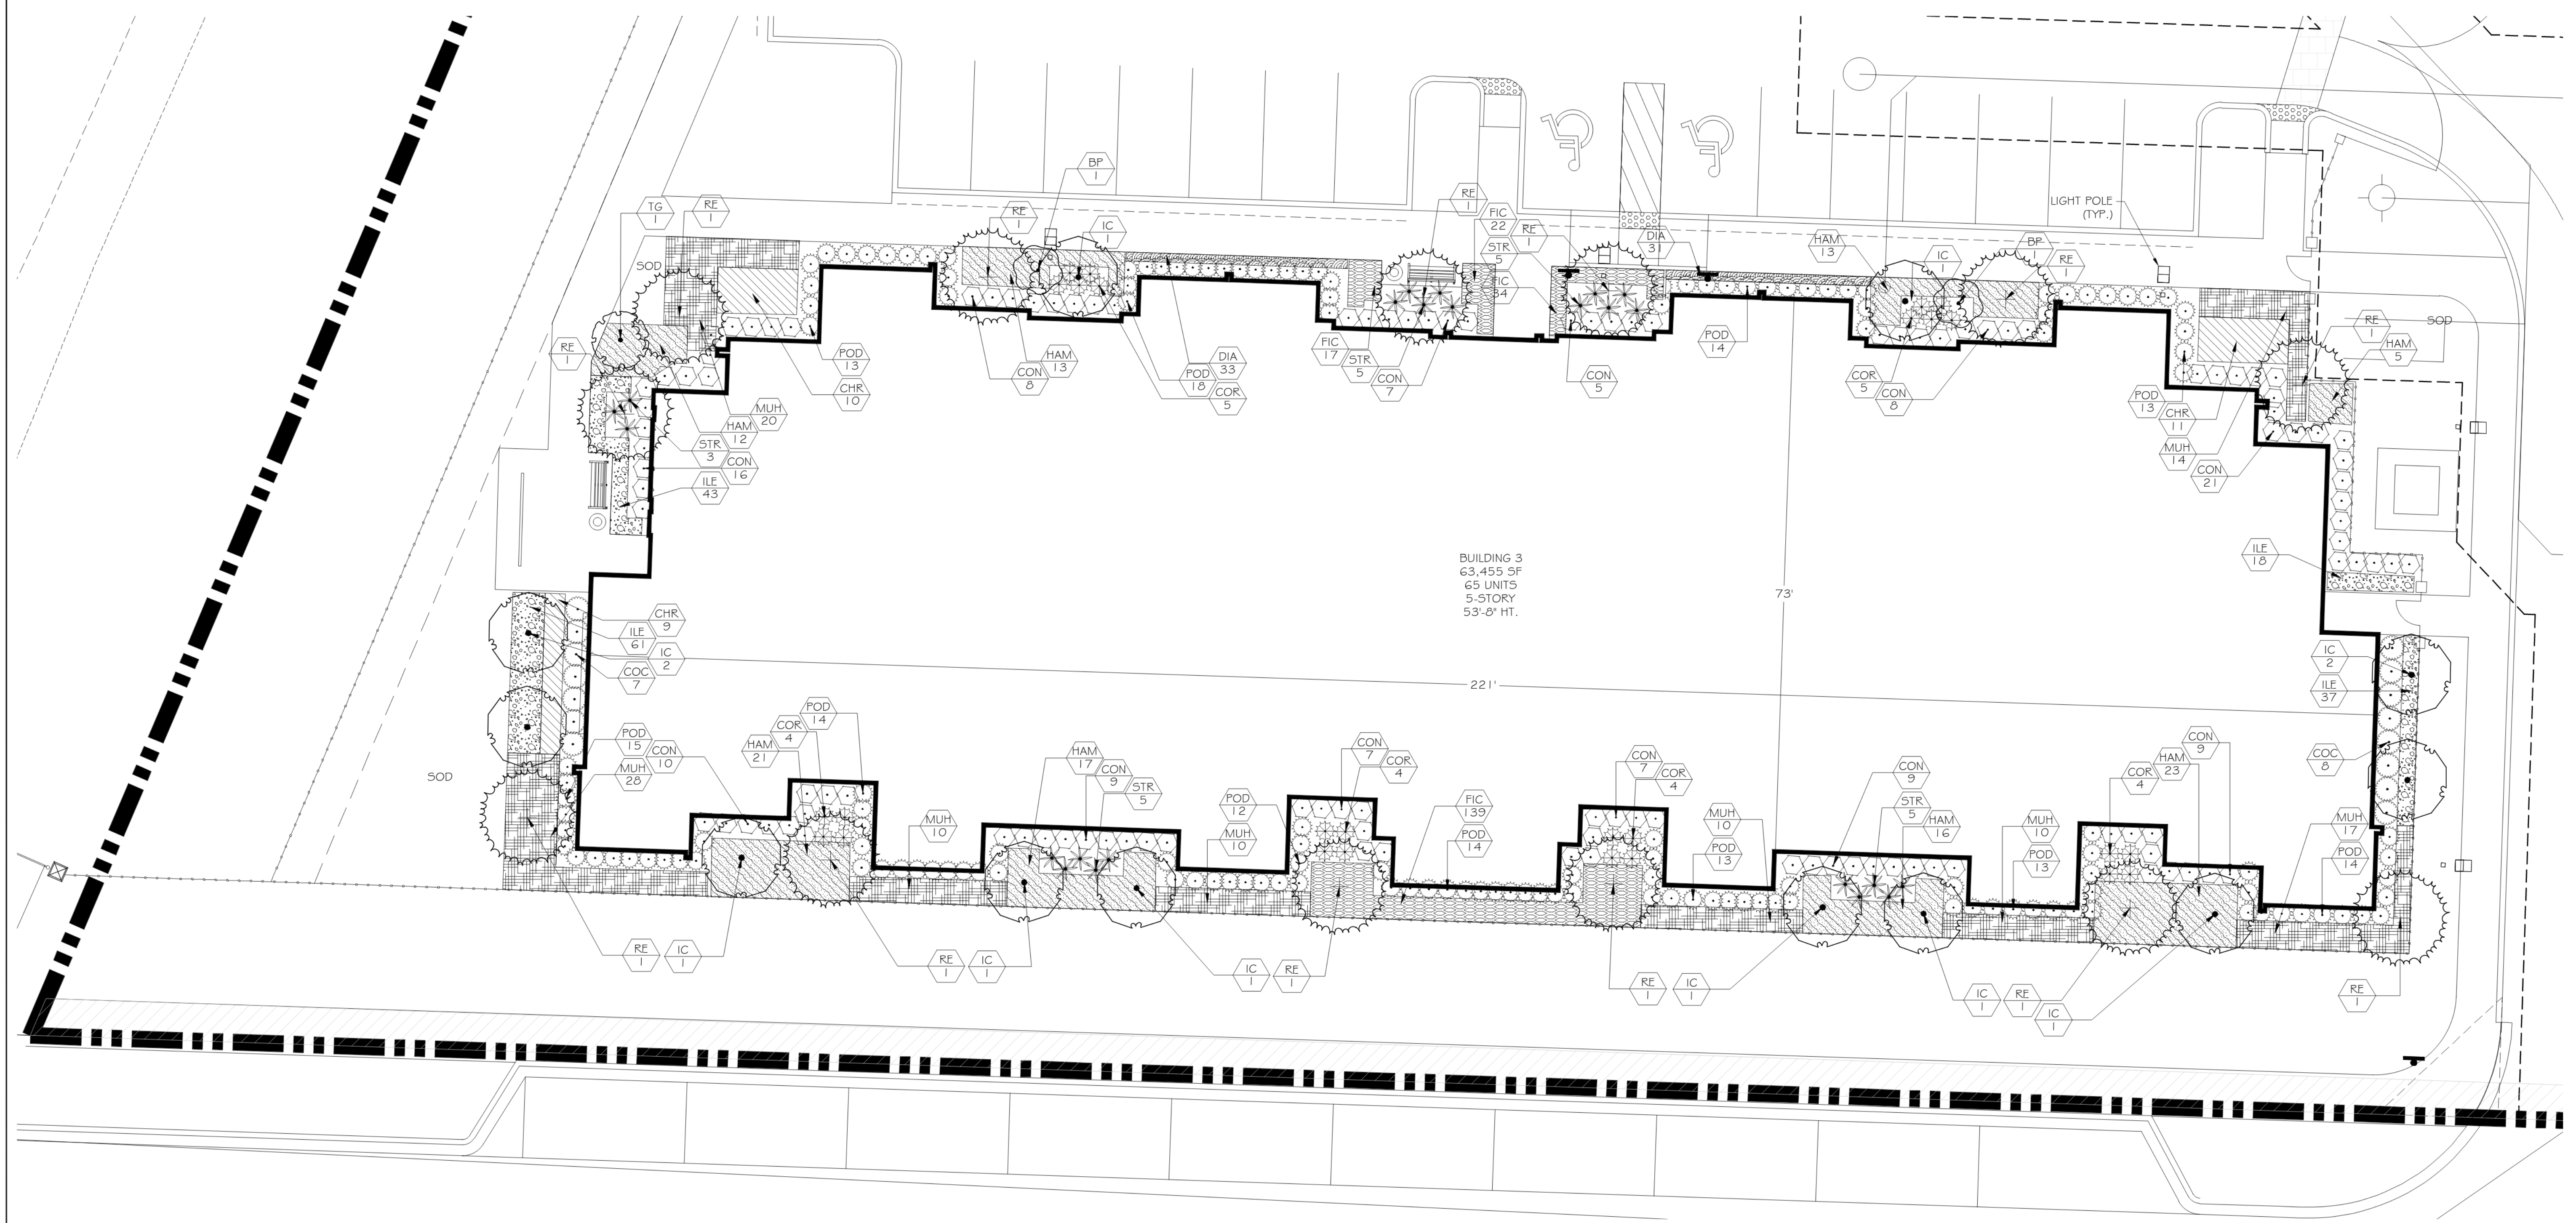 BP
1
TG
1
RE
1
RE
1
IC
1
RE
1
FIC
22
STR
5
RE
1
FIC
34
DIA
31
HAM
13
IC
1
BP
1
RE
1
LIGHT POLE
(TYP.)
SOD
SOD
RE
1
POD
13
CHR
10
MUH
20
HAM
12
STR
3
CON
16
ILE
43
CON
8
HAM
13
POD
18
DIA
33
COR
5
FIC
17
STR
5
CON
7
CON
5
POD
14
COR
5
CON
8
RE
1
HAM
5
POD
13
CHR
11
MUH
14
CON
21
ILE
18
BUILDING 3
63,455 SF
65 UNITS
5-STORY
53'-8" HT.
73'
221'
CHR
9
ILE
61
IC
2
COC
7
IC
2
ILE
37
COC
8
SOD
POD
15
CON
10
MUH
28
POD
14
COR
4
HAM
21
MUH
10
HAM
17
CON
9
STR
5
POD
12
MUH
10
CON
7
COR
4
FIC
139
POD
14
CON
7
COR
4
MUH
10
POD
13
CON
9
STR
5
HAM
16
MUH
10
POD
13
CON
9
HAM
23
COR
4
MUH
17
POD
14
RE
1
IC
1
RE
1
IC
1
IC
1
RE
1
RE
1
IC
1
IC
1
RE
1
IC
1
RE
1